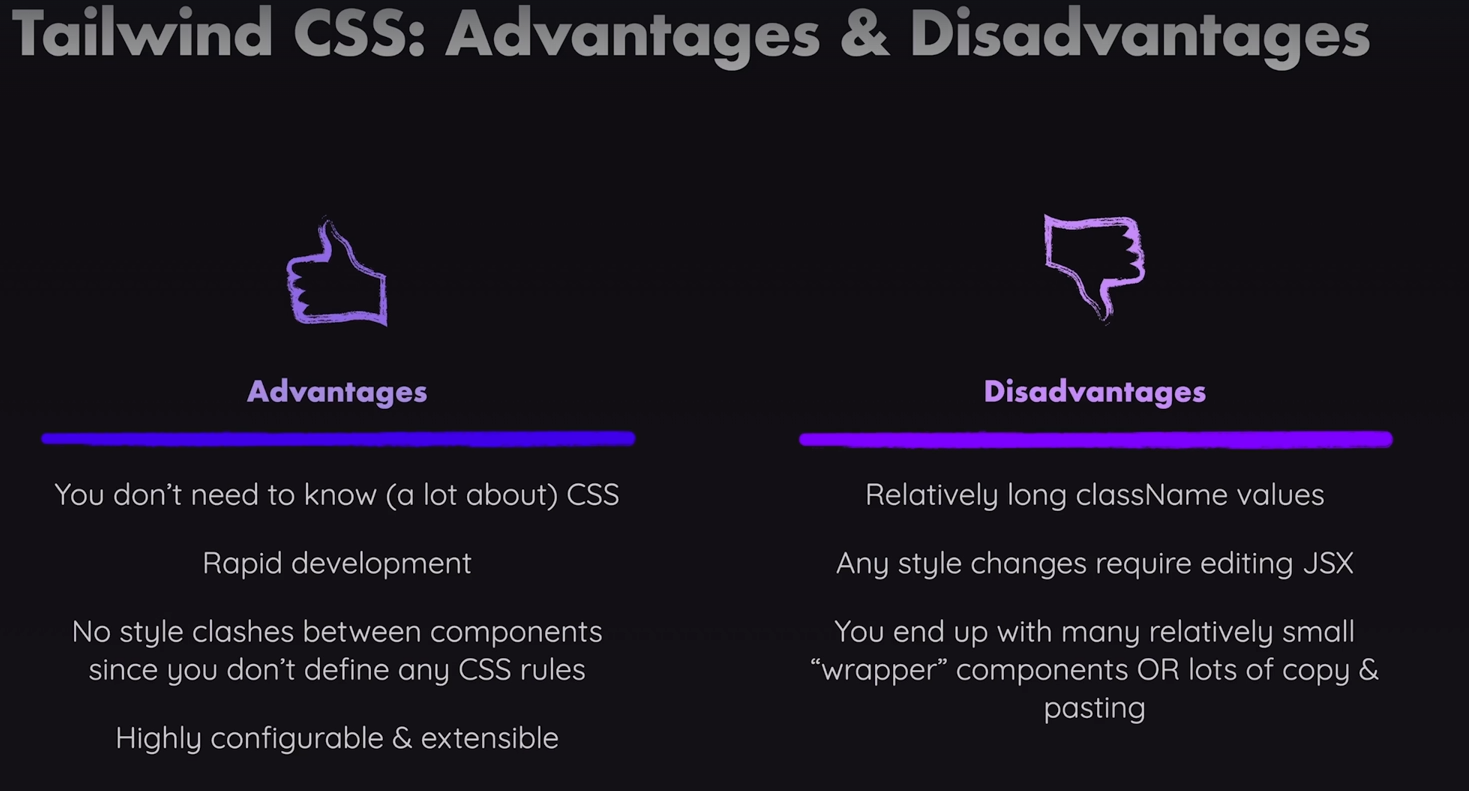 Tailwind CSS: Advantages & Disadvantages
Advantages
You don’t need to know (a lot about) CSS
Rapid development
No style clashes between components
since you don’t define any CSS rules
Highly configurable & extensible
Disadvantages
Relatively long className values
Any style changes require editing JSX
You end up with many relatively small
“wrapper” components OR lots of copy &
pasting